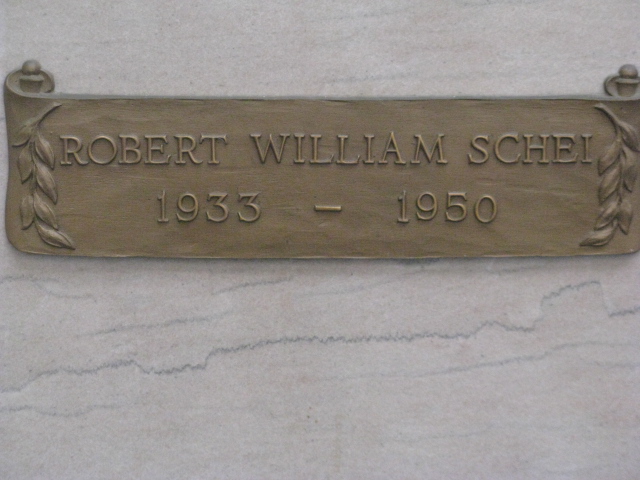 ROBERT WILLIAM SCHEI
1933 – 1950